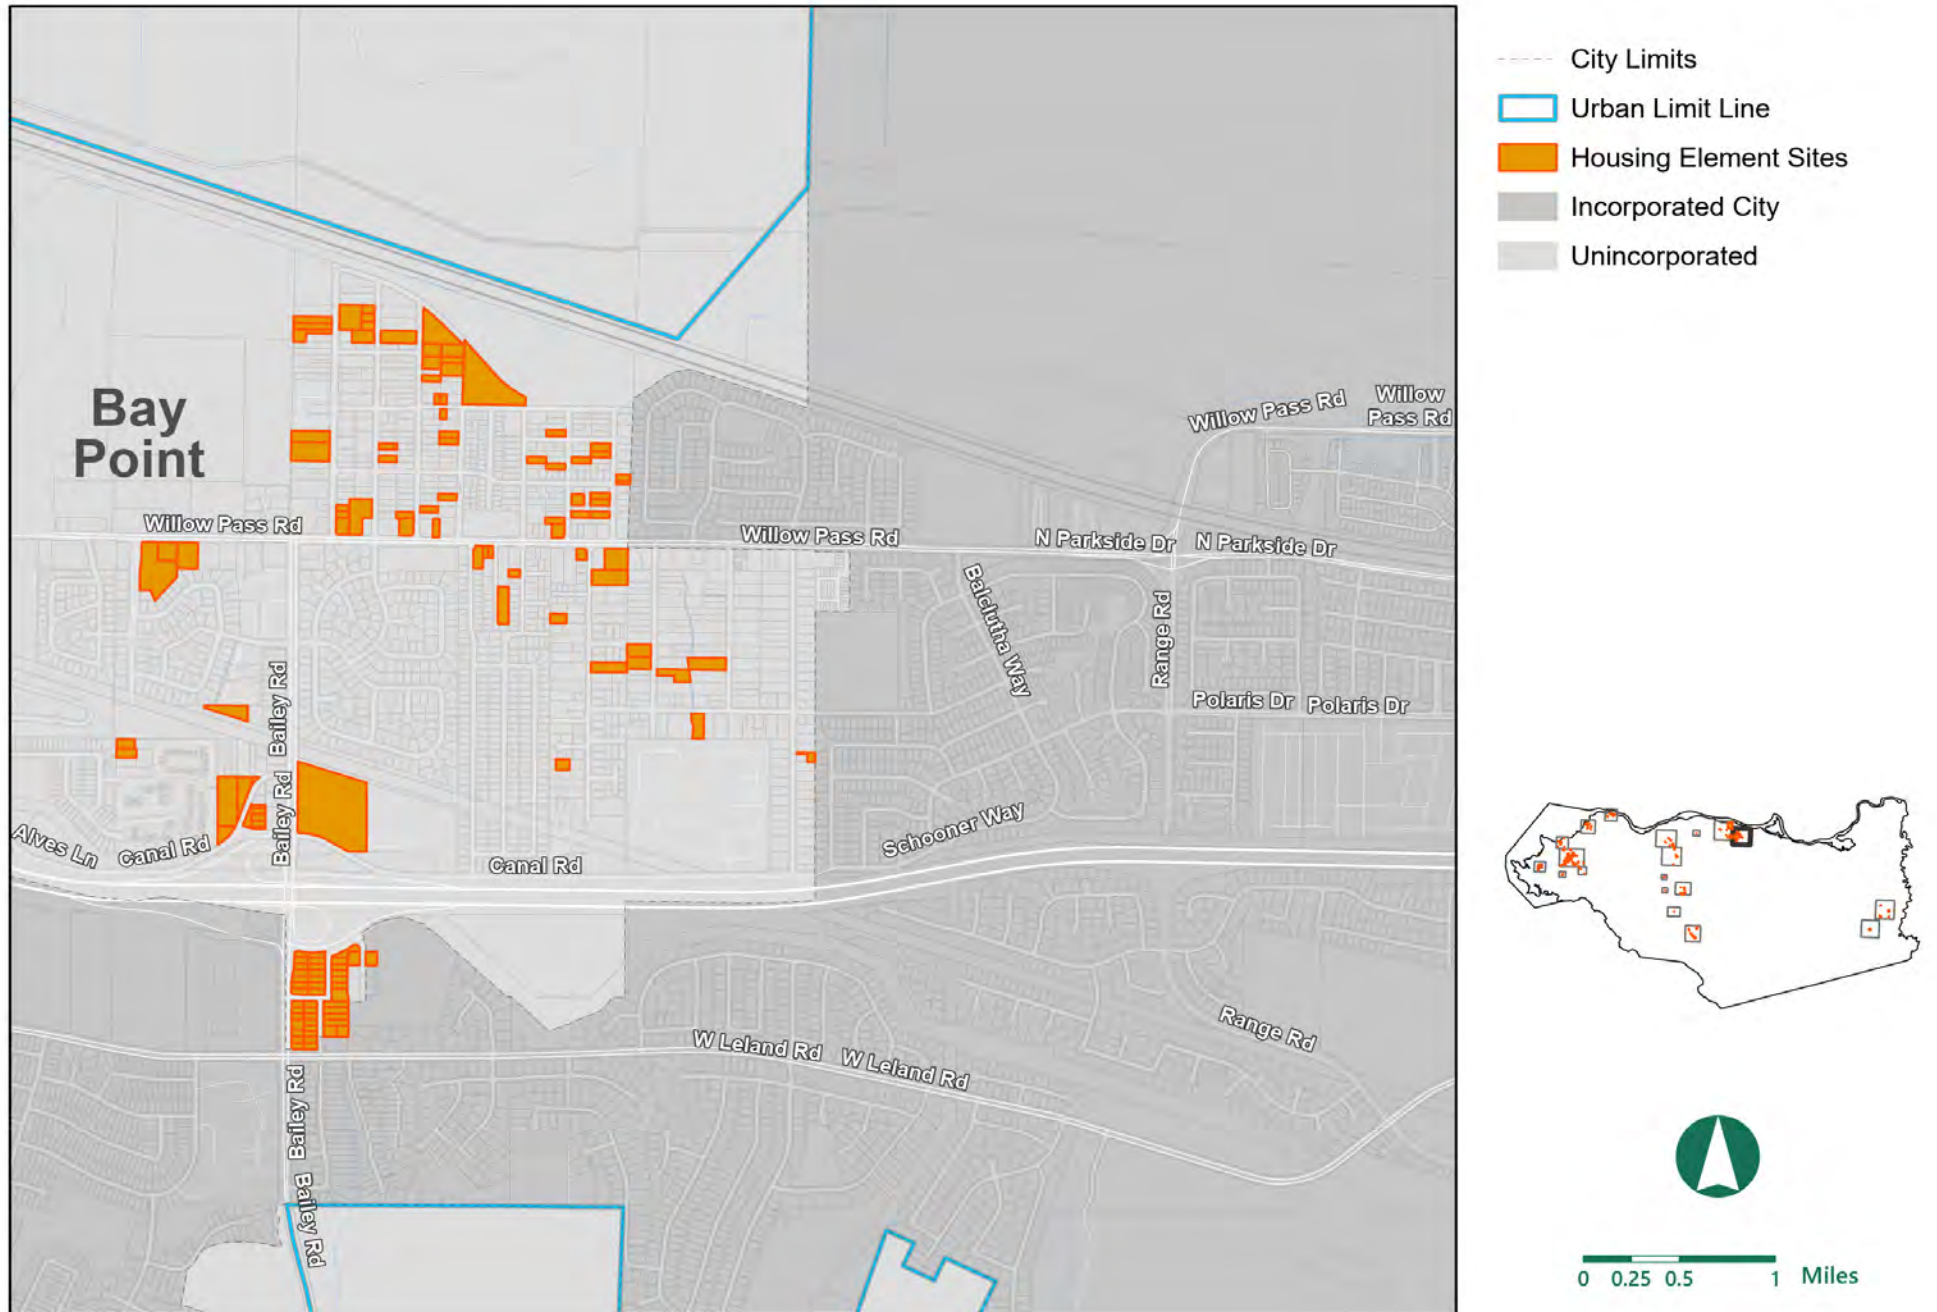 City Limits
Urban Limit Line
Housing Element Sites
Incorporated City
Unincorporated
Bay
Point
Willow Pass Rd
Willow
Pass Rd
Willow Pass Rd
Willow Pass Rd
N Parkside Dr
N Parkside Dr
Balclutha Way
Range Rd
Bailey Rd
Polaris Dr
Polaris Dr
Bailey Rd
Alves Ln
Canal Rd
Canal Rd
Schooner Way
Range Rd
W Leland Rd
W Leland Rd
Bailey Rd
Bailey Rd
0 0.25 0.5 1 Miles